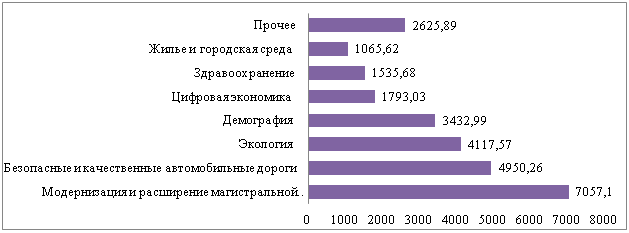 Прочее 2625,89
Жилье и городская среда 1065,62
Здравоохранение 1535,68
Цифровая экономика 1793,03
Демография 3432,99
Экология 4117,57
Безопасные и качественные автомобильные дороги 4950,26
Модернизация и расширение магистральной.. 7057,1
0 1000 2000 3000 4000 5000 6000 7000 8000